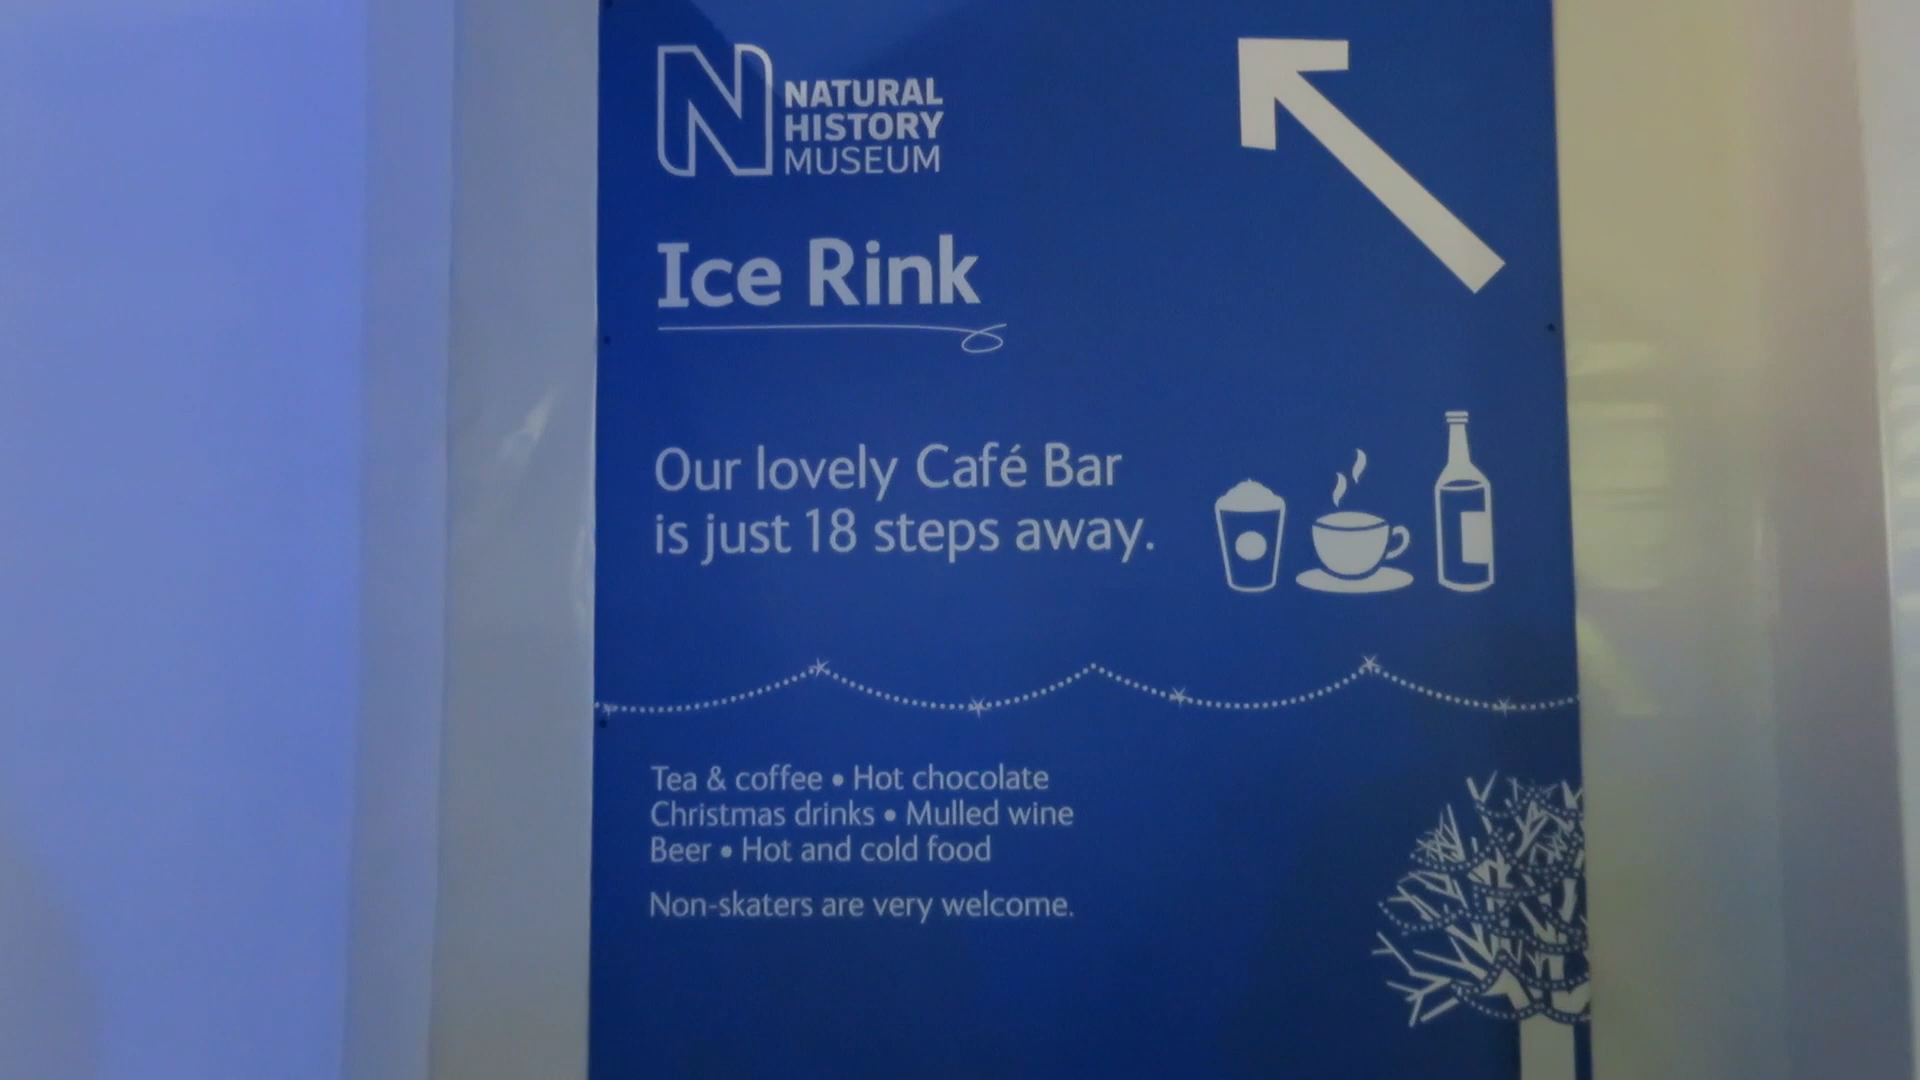 N NATURAL
HISTORY
MUSEUM
Ice Rink
Our lovely Café Bar
is just 18 steps away.
Tea & coffee • Hot chocolate
Christmas drinks • Mulled wine
Beer • Hot and cold food
Non-skaters are very welcome.